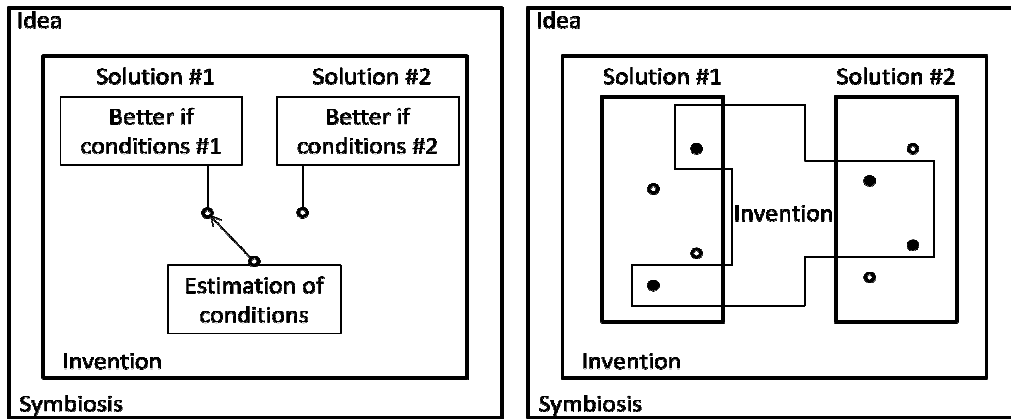 Idea
Solution #1
Solution #2
Better if
conditions #1
Better if
conditions #2
Estimation of
conditions
Invention
Symbiosis
Idea
Solution #1
Solution #2
Invention
Invention
Symbiosis